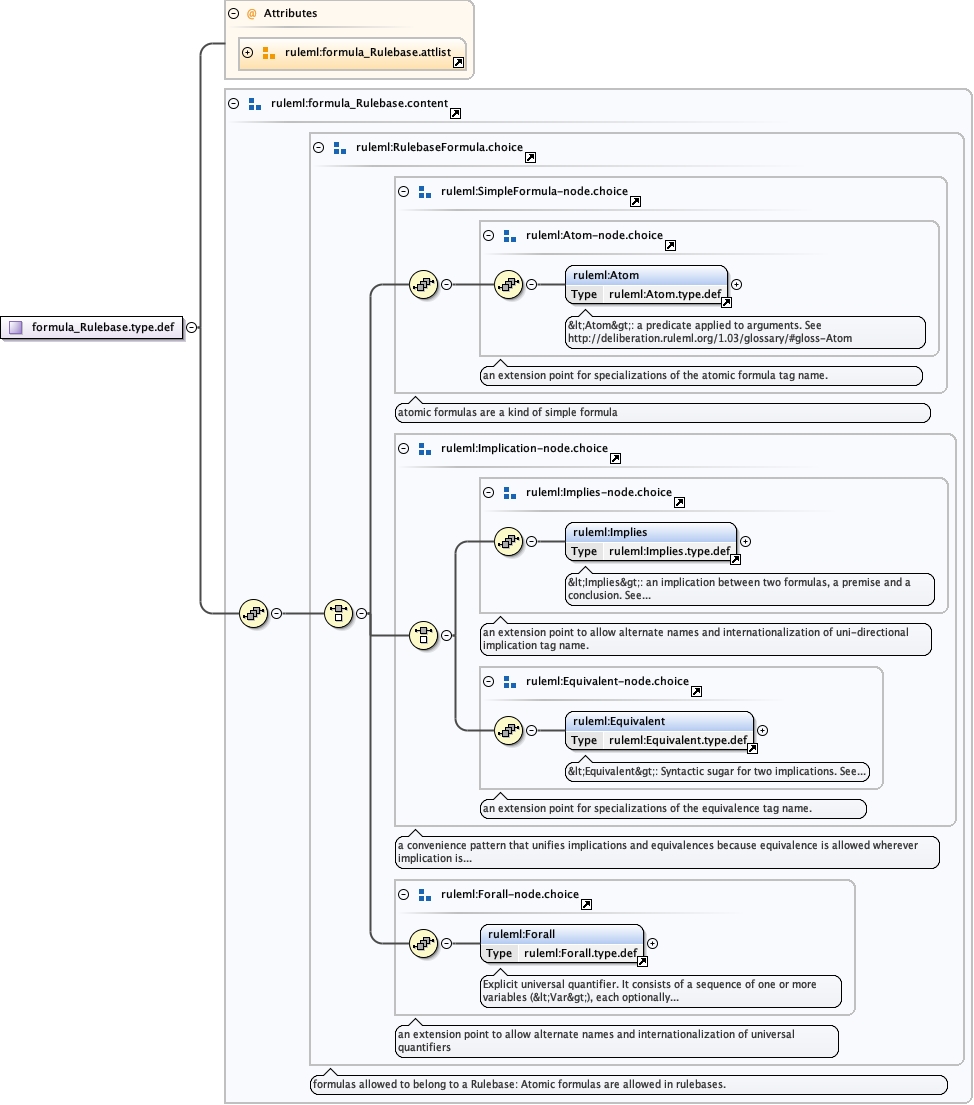 @ Attributes
ruleml:formula_Rulebase.attlist
ruleml:formula_Rulebase.content
ruleml:RulebaseFormula.choice
ruleml:SimpleFormula-node.choice
ruleml:Atom-node.choice
ruleml:Atom
Type ruleml:Atom.type.def
&lt;Atom&gt;: a predicate applied to arguments. See
http://deliberation.ruleml.org/1.03/glossary/#gloss-Atom
formula_Rulebase.type.def
an extension point for specializations of the atomic formula tag name.
atomic formulas are a kind of simple formula
ruleml:Implication-node.choice
ruleml:Implies-node.choice
ruleml:Implies
Type ruleml:Implies.type.def
&lt;Implies&gt;: an implication between two formulas, a premise and a
conclusion. See...
an extension point to allow alternate names and internationalization of uni-directional
implication tag name.
ruleml:Equivalent-node.choice
ruleml:Equivalent
Type ruleml:Equivalent.type.def
&lt;Equivalent&gt;: Syntactic sugar for two implications. See...
an extension point for specializations of the equivalence tag name.
a convenience pattern that unifies implications and equivalences because equivalence is allowed wherever
implication is...
ruleml:Forall-node.choice
ruleml:Forall
Type ruleml:Forall.type.def
Explicit universal quantifier. It consists of a sequence of one or more
variables (&lt;Var&gt;), each optionally...
an extension point to allow alternate names and internationalization of universal
quantifiers
formulas allowed to belong to a Rulebase: Atomic formulas are allowed in rulebases.